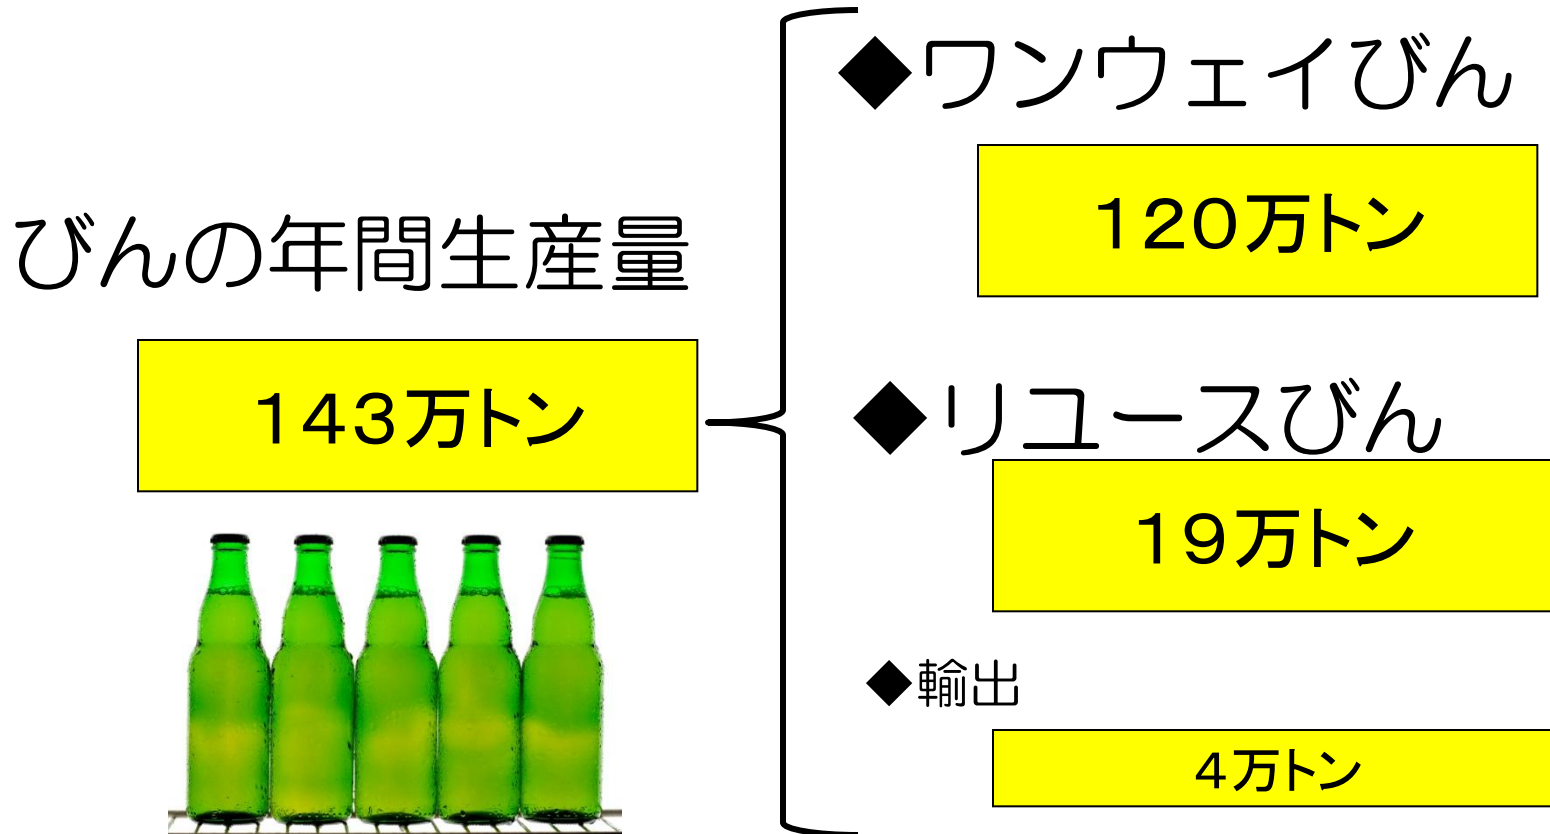 びんの年間生産量
１４３万トン
◆ワンウェイびん
１２０万トン
◆リユースびん
１９万トン
◆輸出
４万トン